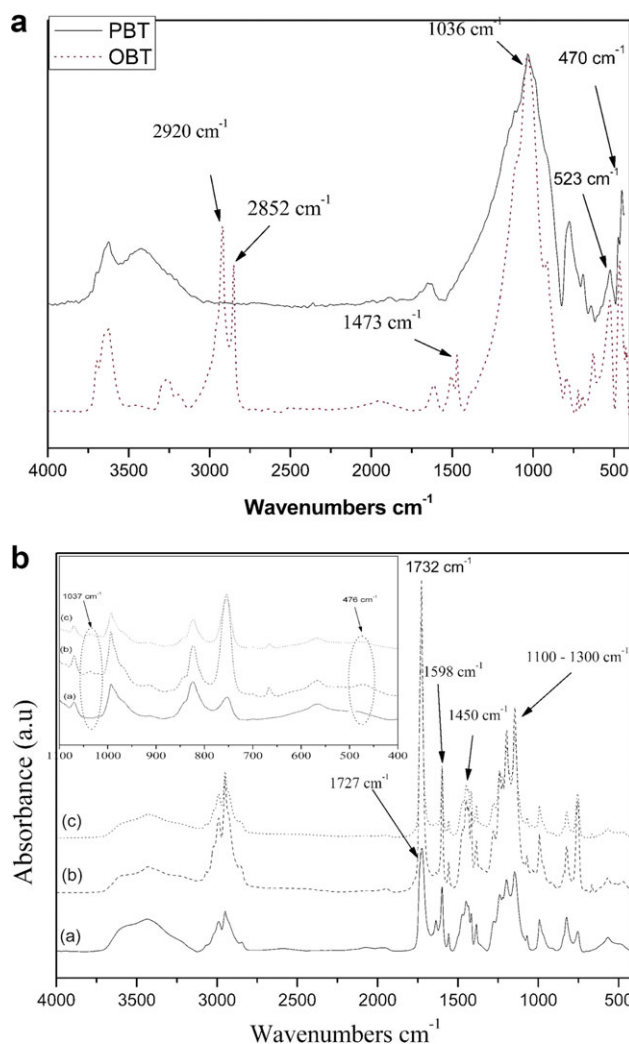 a
PBT
OBT
1036 cm-1
470 cm-1
2920 cm-1
523 cm-1
2852 cm-1
1473 cm-1
4000 3500 3000 2500 2000 1500 1000 500
Wavenumbers cm-1
b
1732 cm-1
1037 cm-1
476 cm-1
(c)
(b)
(a)
1598 cm-1
1100 - 1300 cm-1
1450 cm-1
1100 1000 900 800 700 600 500 400
1727 cm-1
Absorbance (a.u)
(c)
(b)
(a)
4000 3500 3000 2500 2000 1500 1000 500
Wavenumbers cm-1